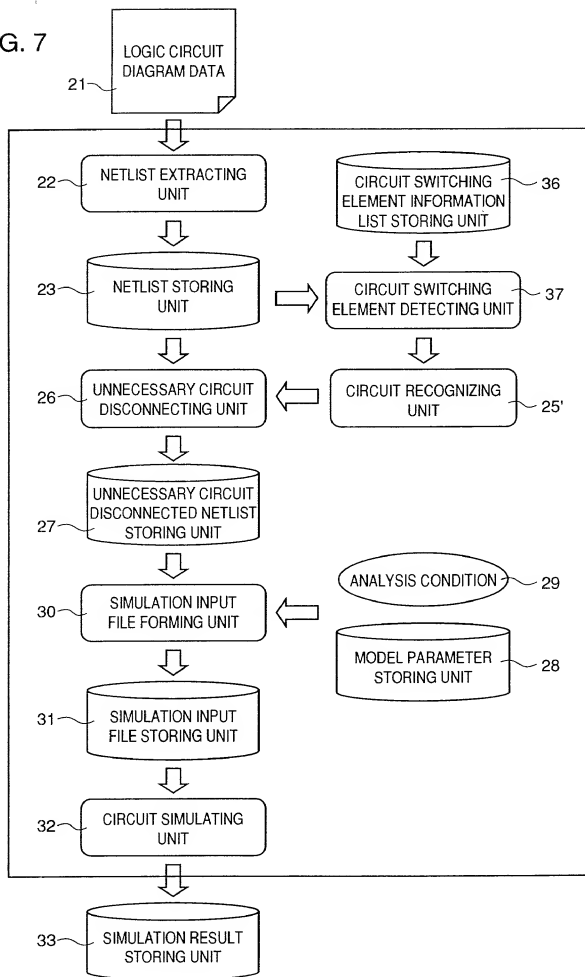 G. 7
LOGIC CIRCUIT
DIAGRAM DATA
21
22
NETLIST EXTRACTING
UNIT
CIRCUIT SWITCHING
ELEMENT INFORMATION
LIST STORING UNIT
36
23
NETLIST STORING
UNIT
CIRCUIT SWITCHING
ELEMENT DETECTING UNIT
37
26
UNNECESSARY CIRCUIT
DISCONNECTING UNIT
CIRCUIT RECOGNIZING
UNIT
25'
27
UNNECESSARY CIRCUIT
DISCONNECTED NETLIST
STORING UNIT
ANALYSIS CONDITION
29
30
SIMULATION INPUT
FILE FORMING UNIT
MODEL PARAMETER
STORING UNIT
28
31
SIMULATION INPUT
FILE STORING UNIT
32
CIRCUIT SIMULATING
UNIT
33
SIMULATION RESULT
STORING UNIT